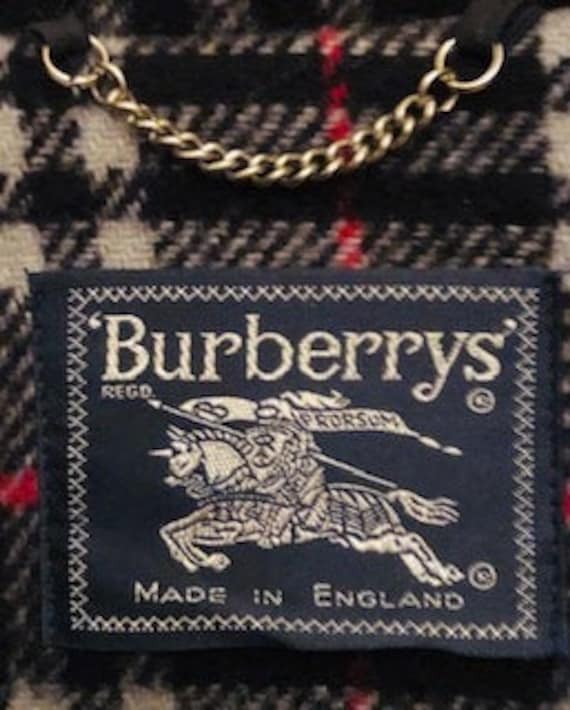 'Burberrys'
REGD. ®
PRORSUM
®
MADE IN ENGLAND